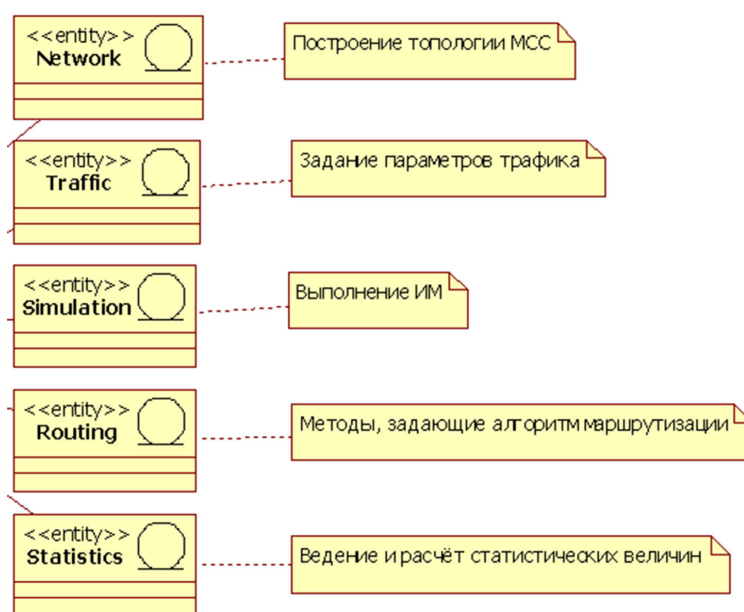 <<entity>>
Network
Построение топологии МСС
<<entity>>
Traffic
Задание параметров трафика
<<entity>>
Simulation
Выполнение ИМ
<<entity>>
Routing
Методы, задающие алгоритм маршрутизации
<<entity>>
Statistics
Ведение и расчёт статистических величин